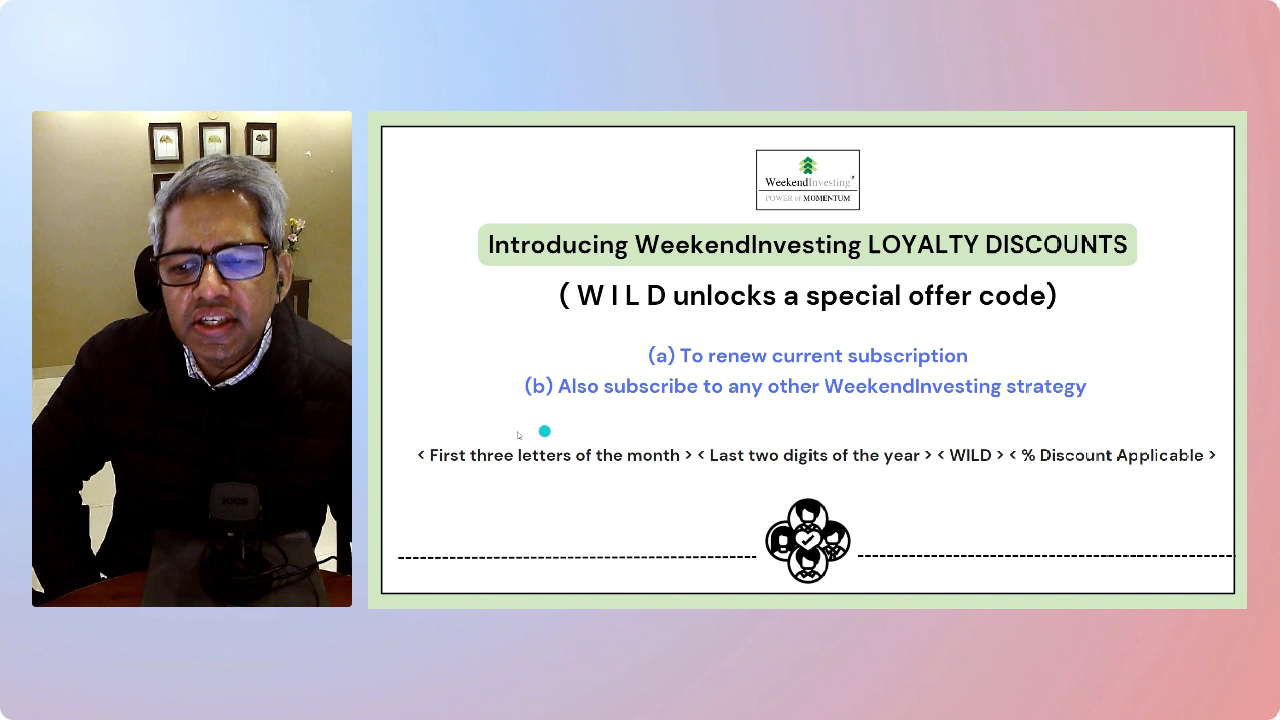 WeekendInvesting
POWER of MOMENTUM
Introducing WeekendInvesting LOYALTY DISCOUNTS
( W I L D unlocks a special offer code)
(a) To renew current subscription
(b) Also subscribe to any other WeekendInvesting strategy
< First three letters of the month > < Last two digits of the year > < WILD > < % Discount Applicable >